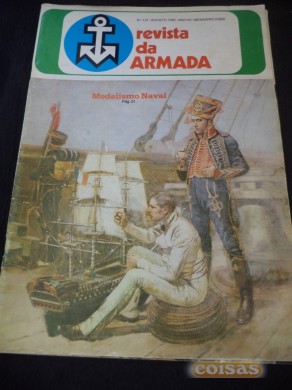 revista
da
ARMADA
Modelismo Naval
Pág. 21
coisas